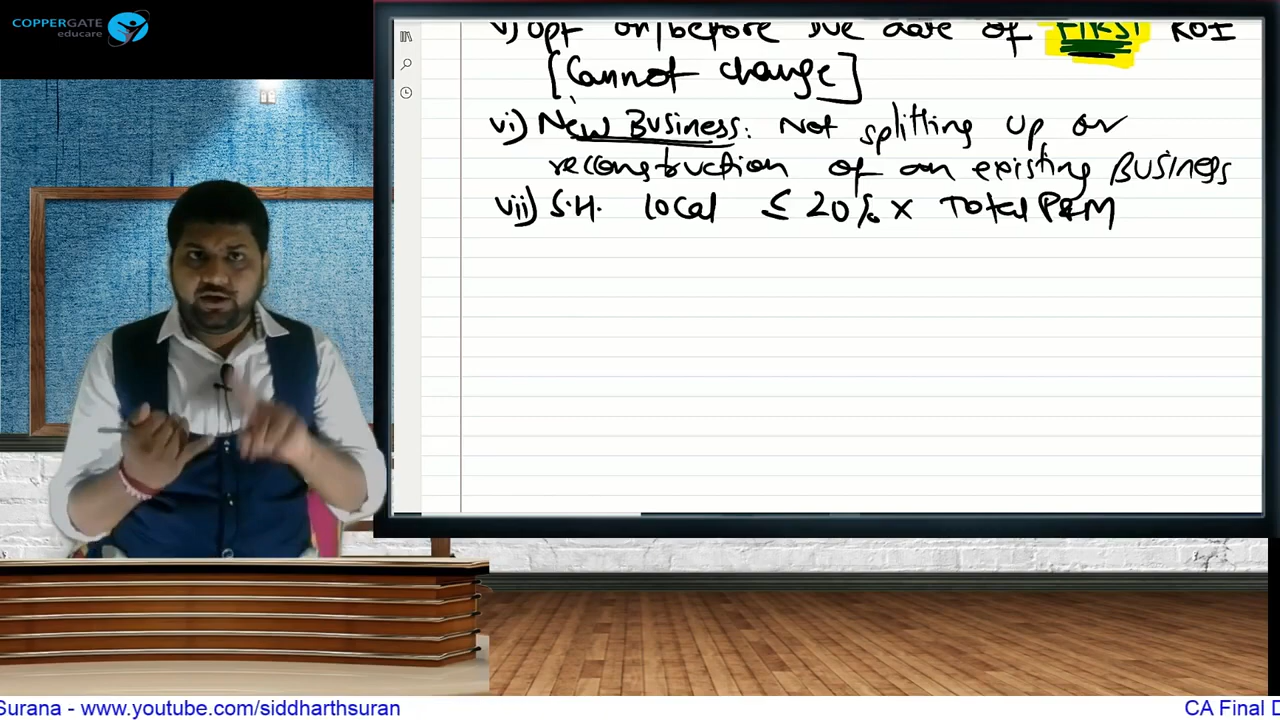 COPPERGATE
educare
v) opt on/before due date of FIRST ROI
[Cannot change]
vi) New Business: Not splitting up or
reconstruction of an existing Business
vii) S.H. local ≤ 20% x Total P&M
Surana - www.youtube.com/siddharthsuran
CA Final D